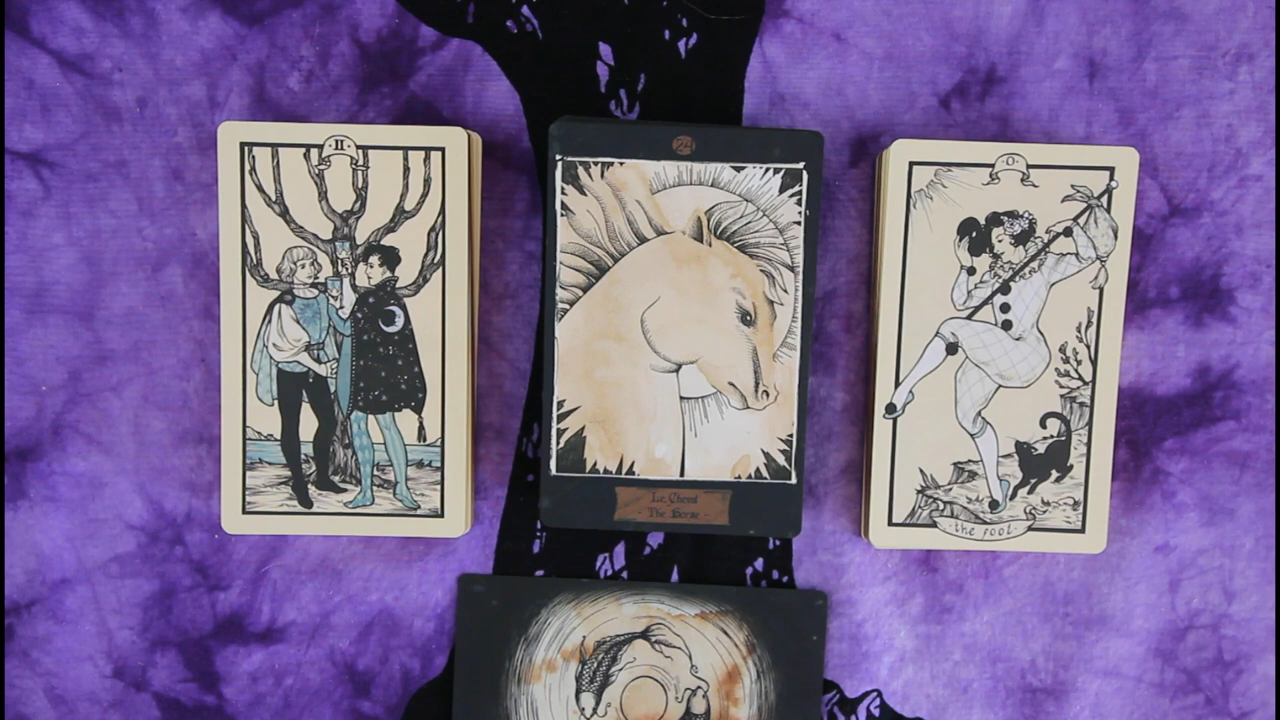 ·II·
24
Le Cheval
- The Horse -
·0·
·the fool·